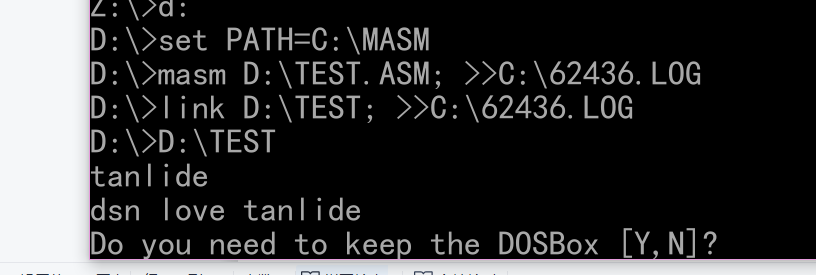 Z:\>d:
D:\>set PATH=C:\MASM
D:\>masm D:\TEST.ASM; >>C:\62436.LOG
D:\>link D:\TEST; >>C:\62436.LOG
D:\>D:\TEST
tanlide
dsn love tanlide
Do you need to keep the DOSBox [Y,N]?